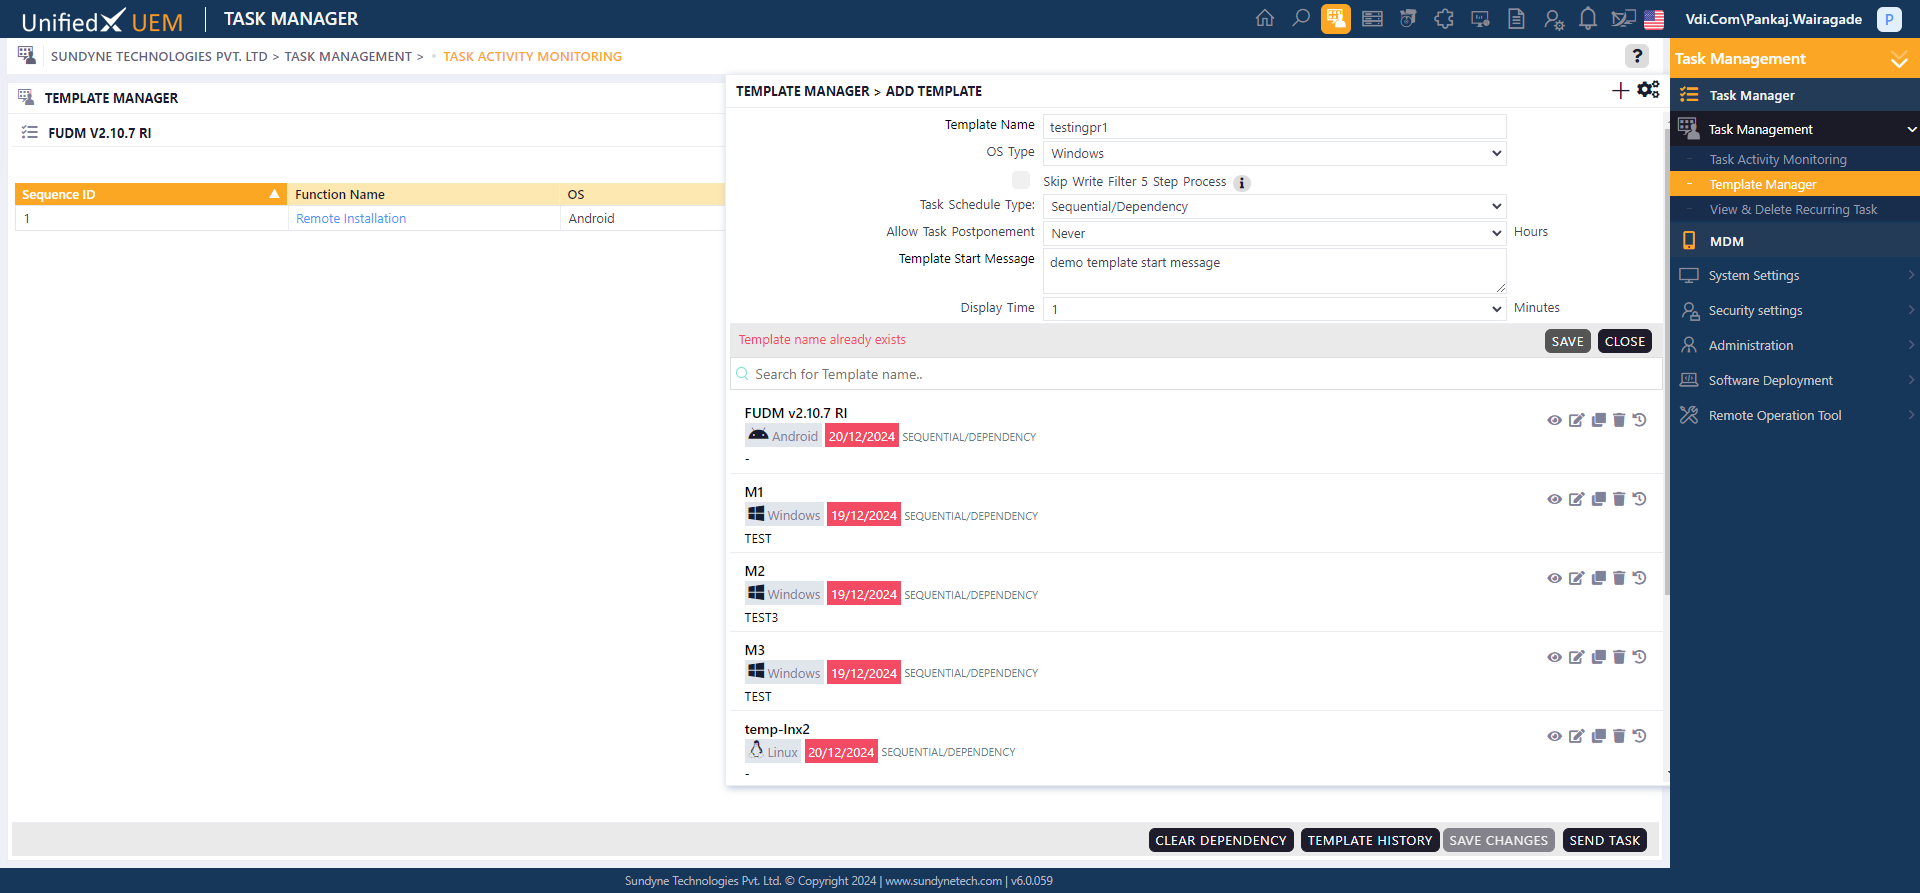 UnifiedX UEM TASK MANAGER Vdi.Com\Pankaj.Wairagade P
SUNDYNE TECHNOLOGIES PVT. LTD > TASK MANAGEMENT > • TASK ACTIVITY MONITORING ?
TEMPLATE MANAGER
FUDM V2.10.7 RI
Sequence ID Function Name OS
1 Remote Installation Android
TEMPLATE MANAGER > ADD TEMPLATE
Template Name testingpr1
OS Type Windows
Skip Write Filter 5 Step Process i
Task Schedule Type: Sequential/Dependency
Allow Task Postponement Never Hours
Template Start Message demo template start message
Display Time 1 Minutes
Template name already exists SAVE CLOSE
Search for Template name..
FUDM v2.10.7 RI
Android 20/12/2024 SEQUENTIAL/DEPENDENCY
-
M1
Windows 19/12/2024 SEQUENTIAL/DEPENDENCY
TEST
M2
Windows 19/12/2024 SEQUENTIAL/DEPENDENCY
TEST3
M3
Windows 19/12/2024 SEQUENTIAL/DEPENDENCY
TEST
temp-lnx2
Linux 20/12/2024 SEQUENTIAL/DEPENDENCY
-
CLEAR DEPENDENCY TEMPLATE HISTORY SAVE CHANGES SEND TASK
Task Management
Task Manager
Task Management
Task Activity Monitoring
Template Manager
View & Delete Recurring Task
MDM
System Settings
Security settings
Administration
Software Deployment
Remote Operation Tool
Sundyne Technologies Pvt. Ltd. © Copyright 2024 | www.sundynetech.com | v6.0.059